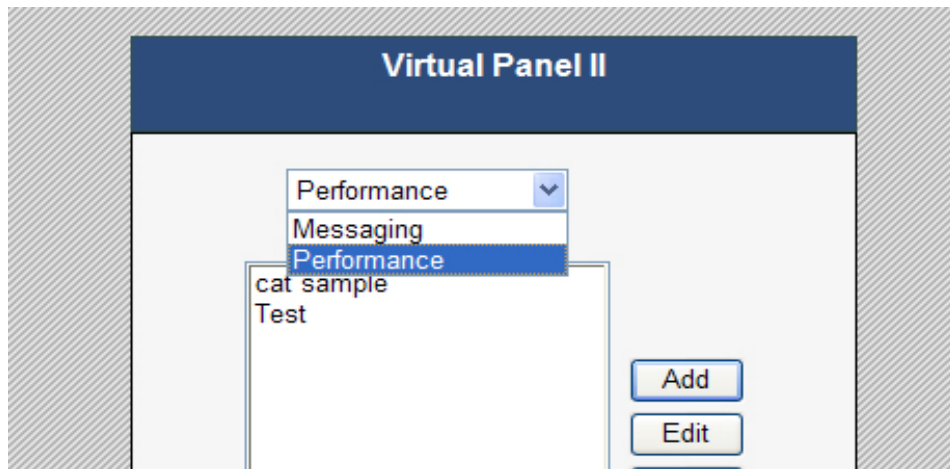 Virtual Panel II
Performance
Messaging
Performance
cat sample
Test
Add
Edit